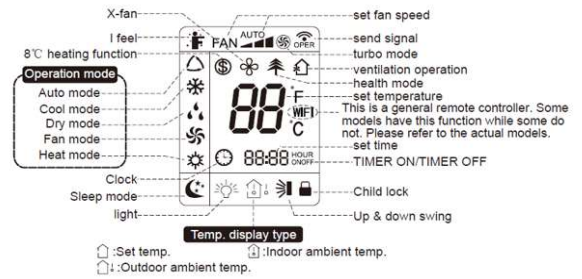 X-fan
set fan speed
I feel
FAN
AUTO
OPER
send signal
turbo mode
8℃ heating function
ventilation operation
Operation mode
health mode
Auto mode
88
F
set temperature
Cool mode
WIFI
This is a general remote controller. Some
models have this function while some do
not. Please refer to the actual models.
Dry mode
C
Fan mode
set time
Heat mode
88:88
HOUR
ONOFF
TIMER ON/TIMER OFF
Clock
Sleep mode
Child lock
light
Up & down swing
Temp. display type
:Set temp.
:Indoor ambient temp.
:Outdoor ambient temp.